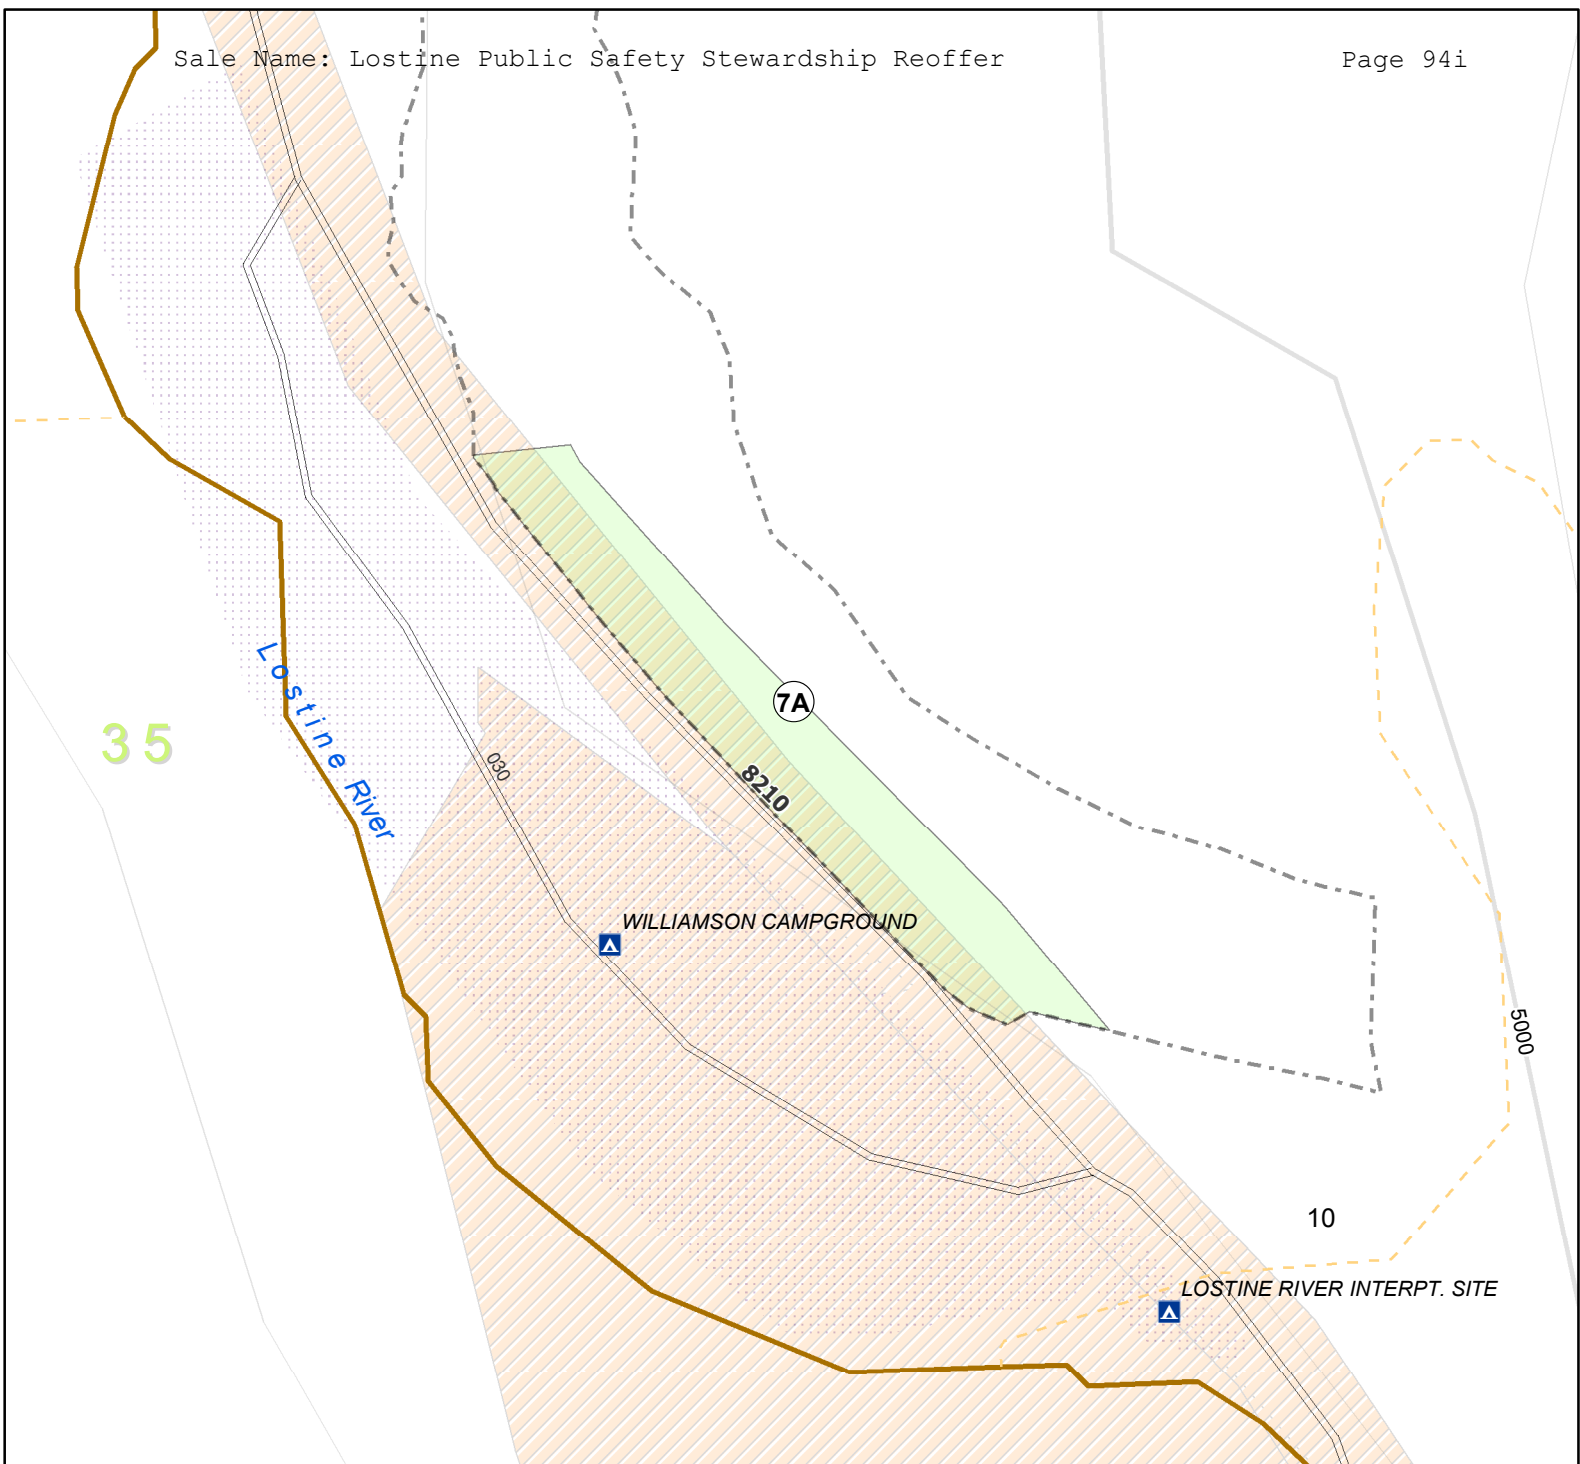 Sale Name: Lostine Public Safety Stewardship Reoffer
Page 94i
Lostine River
35
7A
030
8210
WILLIAMSON CAMPGROUND
5000
10
LOSTINE RIVER INTERPT. SITE